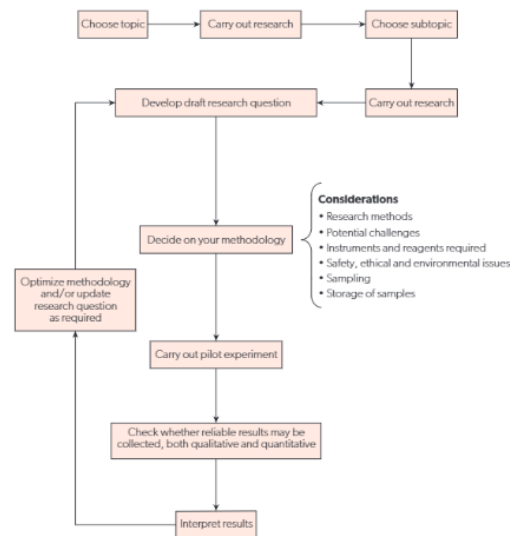 Choose topic
Carry out research
Choose subtopic
Develop draft research question
Carry out research
Considerations
• Research methods
• Potential challenges
• Instruments and reagents required
• Safety, ethical and environmental issues
• Sampling
• Storage of samples
Decide on your methodology
Optimize methodology
and/or update
research question
as required
Carry out pilot experiment
Check whether reliable results may be
collected, both qualitative and quantitative
Interpret results